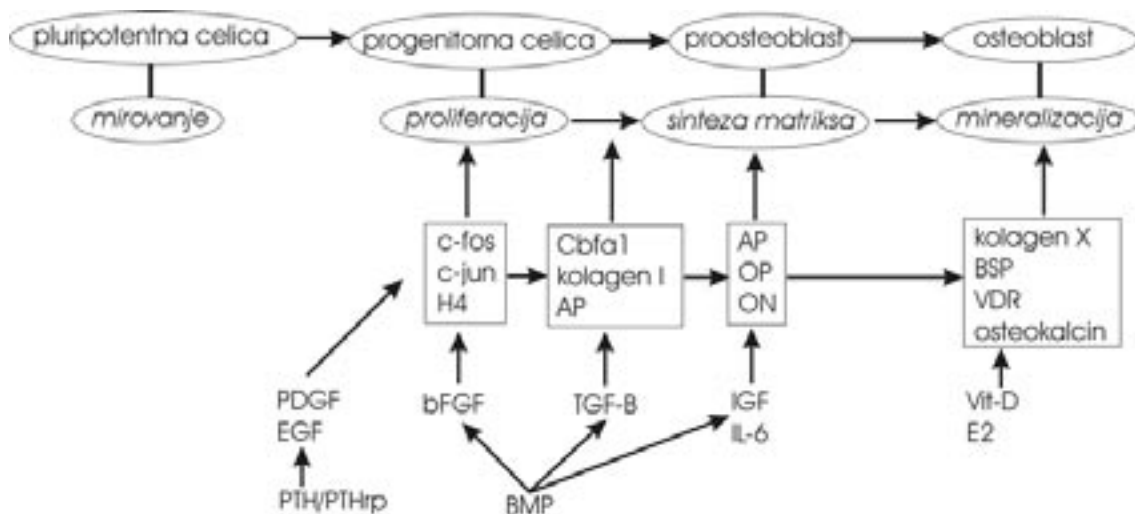 pluripotentna celica
progenitorna celica
proosteoblast
osteoblast
mirovanje
proliferacija
sinteza matriksa
mineralizacija
c-fos
c-jun
H4
Cbfa1
kolagen I
AP
AP
OP
ON
kolagen X
BSP
VDR
osteokalcin
PDGF
EGF
bFGF
TGF-B
IGF
IL-6
Vit-D
E2
PTH/PTHrp
BMP